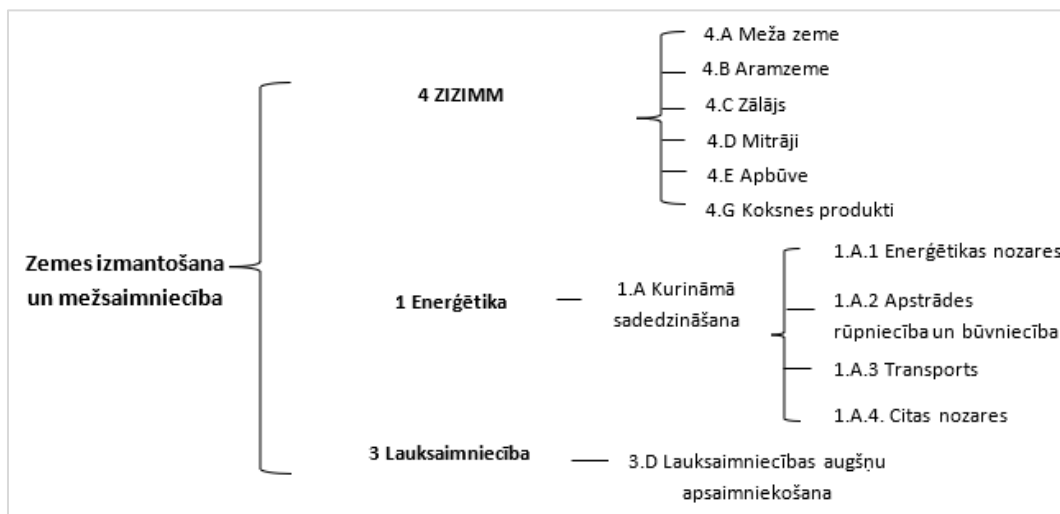 Zemes izmantošana
un mežsaimniecība
4 ZIZIMM
4.A Meža zeme
4.B Aramzeme
4.C Zālājs
4.D Mitrāji
4.E Apbūve
4.G Koksnes produkti
1 Enerģētika
1.A Kurināmā
sadedzināšana
1.A.1 Enerģētikas nozares
1.A.2 Apstrādes
rūpniecība un būvniecība
1.A.3 Transports
1.A.4. Citas nozares
3 Lauksaimniecība
3.D Lauksaimniecības augšņu
apsaimniekošana